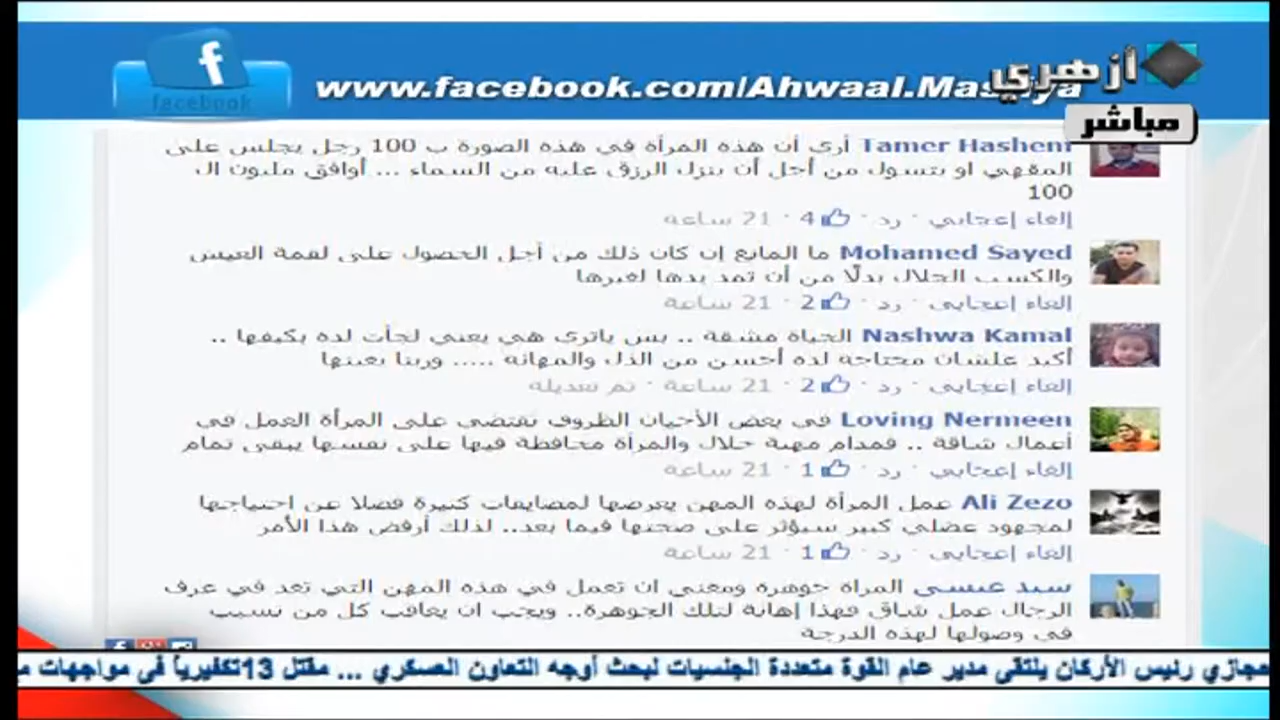 facebook
www.facebook.com/Ahwaal.Mas
أزهري
مباشر
Tamer Hashem أرى أن هذه المرأة في هذه الصورة ب 100 رجل يجلس على
المقهي او يتسول من أجل أن ينزل الرزق عليه من السماء ... أوافق مليون ال
100
إلغاء إعجابي · رد · 4 · 21 ساعة
Mohamed Sayed ما المانع إن كان ذلك من أجل الحصول على لقمة العيش
والكسب الحلال بدلًا من أن تمد يدها لغيرها
إلغاء إعجابي · رد · 2 · 21 ساعة
Nashwa Kamal الحياة مشقة .. بس ياترى هي يعني لجأت لده بكيفها ..
أكيد علشان محتاجه لده أحسن من الذل والمهانه ..... وربنا يعينها
إلغاء إعجابي · رد · 2 · 21 ساعة · تم تعديله
Loving Nermeen في بعض الأحيان الظروف تقتضي على المرأة العمل في
أعمال شاقة .. فمدام مهنة حلال والمرأة محافظة فيها على نفسها يبقى تمام
إلغاء إعجابي · رد · 1 · 21 ساعة
Ali Zezo عمل المرأة لهذه المهن يعرضها لمضايقات كثيرة فضلا عن احتياجها
لمجهود عضلي كبير سيؤثر على صحتها فيما بعد.. لذلك أرفض هذا الأمر
إلغاء إعجابي · رد · 1 · 21 ساعة
سيد عيسى المراة جوهرة ومعنى ان تعمل في هذه المهن التي تعد في عرف
الرجال عمل شاق فهذا إهانة لتلك الجوهرة.. ويجب ان يعاقب كل من تسبب
في وصولها لهذه الدرجة
حجازي رئيس الأركان يلتقى مدير عام القوة متعددة الجنسيات لبحث أوجه التعاون العسكري ... مقتل 13تكفيرياً فى مواجهات